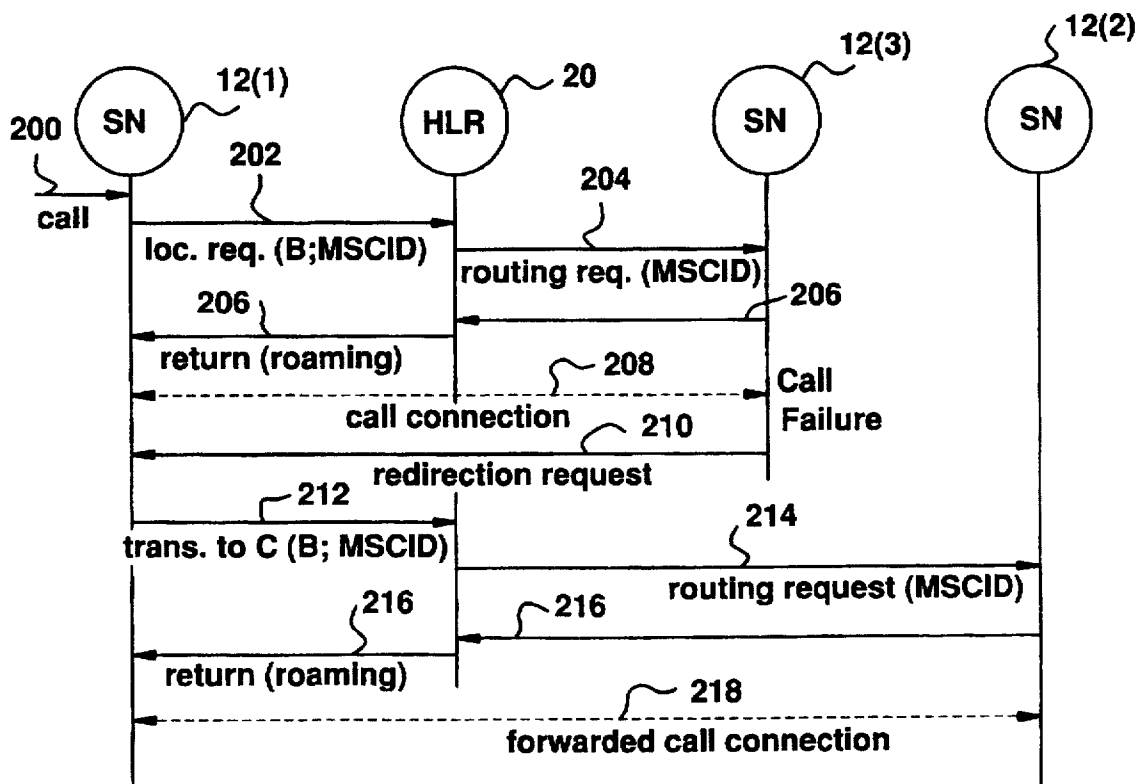 12(2)
12(1)
20
12(3)
SN
HLR
SN
SN
200
202
204
call
loc. req. (B;MSCID)
routing req. (MSCID)
206
206
return (roaming)
208
Call
Failure
call connection
210
redirection request
212
214
trans. to C (B; MSCID)
routing request (MSCID)
216
216
return (roaming)
218
forwarded call connection